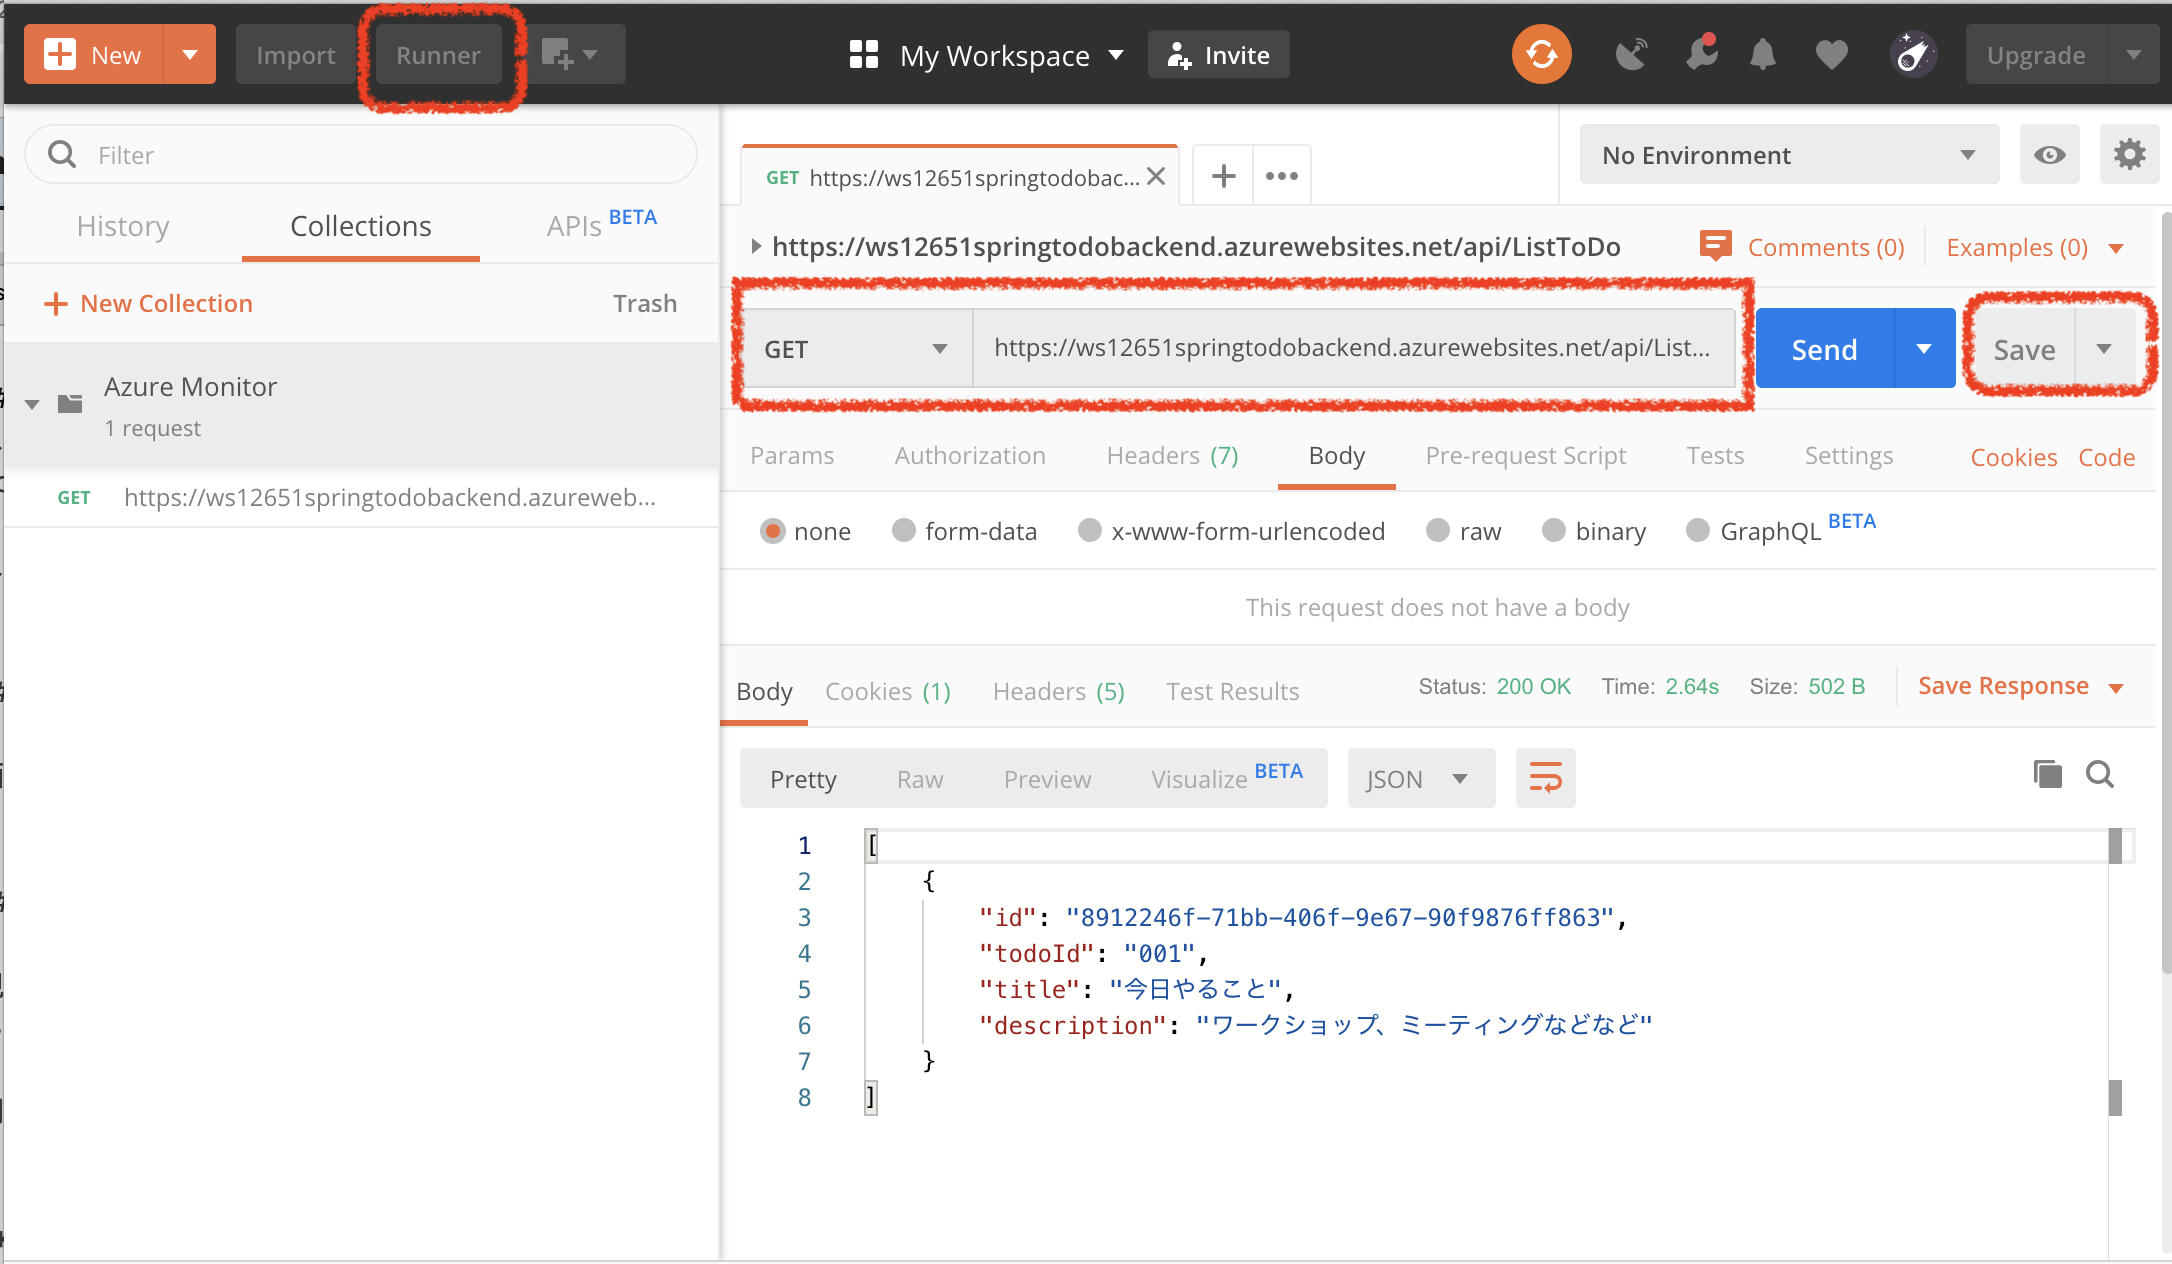 New Import Runner My Workspace Invite Upgrade
Filter
History Collections APIs BETA
New Collection Trash
Azure Monitor
1 request
GET https://ws12651springtodobackend.azureweb...
GET https://ws12651springtodobac...
No Environment
https://ws12651springtodobackend.azurewebsites.net/api/ListToDo Comments (0) Examples (0)
GET https://ws12651springtodobackend.azurewebsites.net/api/List... Send Save
Params Authorization Headers (7) Body Pre-request Script Tests Settings Cookies Code
none form-data x-www-form-urlencoded raw binary GraphQL BETA
This request does not have a body
Body Cookies (1) Headers (5) Test Results Status: 200 OK Time: 2.64s Size: 502 B Save Response
Pretty Raw Preview Visualize BETA JSON
1 [
2 {
3 "id": "8912246f-71bb-406f-9e67-90f9876ff863",
4 "todoId": "001",
5 "title": "今日やること",
6 "description": "ワークショップ、ミーティングなどなど"
7 }
8 ]